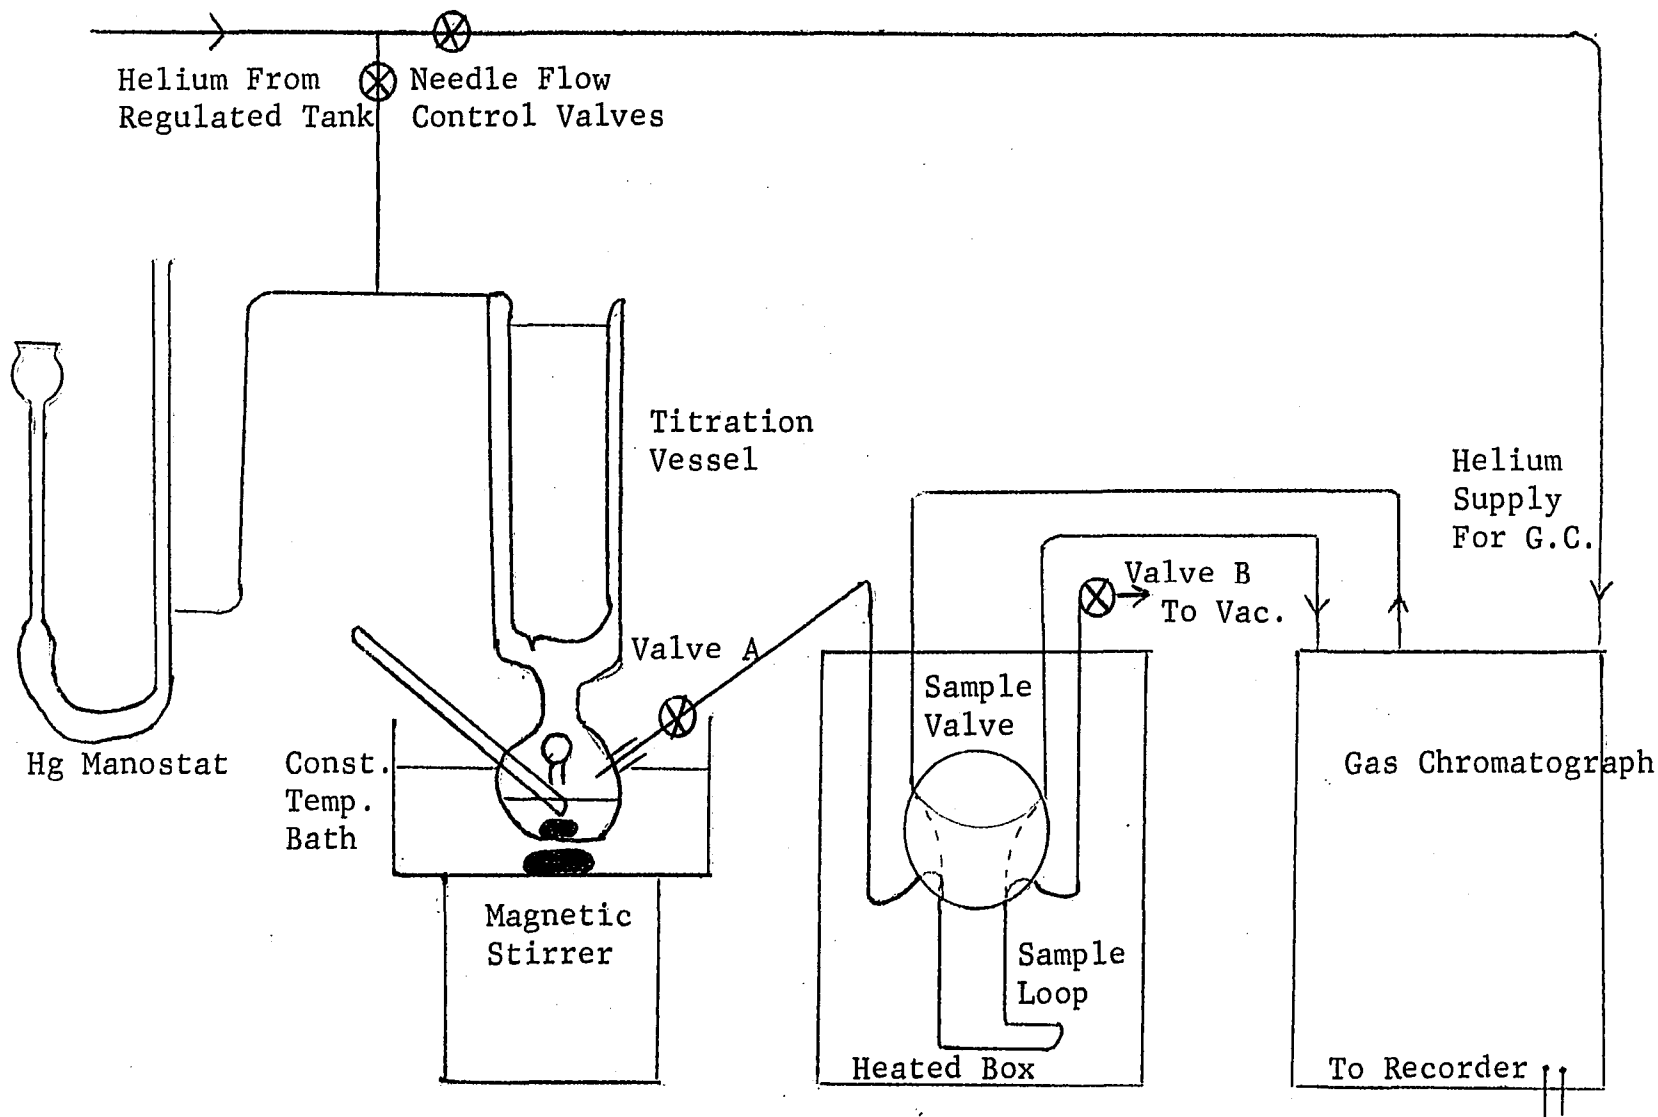 Helium From
Regulated Tank
Needle Flow
Control Valves
Titration
Vessel
Helium
Supply
For G.C.
Valve B
To Vac.
Valve A
Sample
Valve
Hg Manostat
Const.
Temp.
Bath
Gas Chromatograph
Magnetic
Stirrer
Sample
Loop
Heated Box
To Recorder